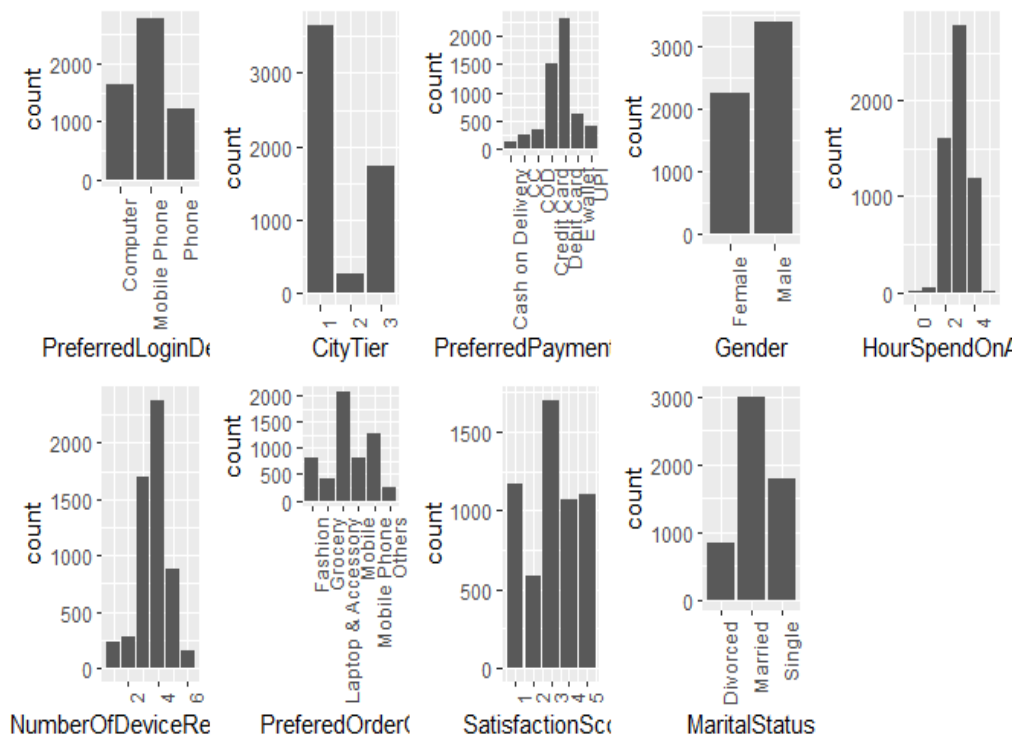 count
2000
1000
0
Computer
Mobile Phone
Phone
PreferredLoginDe
count
3000
2000
1000
0
1
2
3
CityTier
count
2000
1500
1000
500
0
Cash on Delivery
CC
COD
Credit Card
Debit Card
E wallet
UPI
PreferredPayment
count
3000
2000
1000
0
Female
Male
Gender
count
2000
1000
0
0
2
4
HourSpendOnA
count
2000
1500
1000
500
0
2
4
6
NumberOfDeviceRe
count
2000
1500
1000
500
0
Fashion
Grocery
Laptop & Accessory
Mobile
Mobile Phone
Others
PreferedOrderC
count
1500
1000
500
0
1
2
3
4
5
SatisfactionSco
count
3000
2000
1000
0
Divorced
Married
Single
MaritalStatus